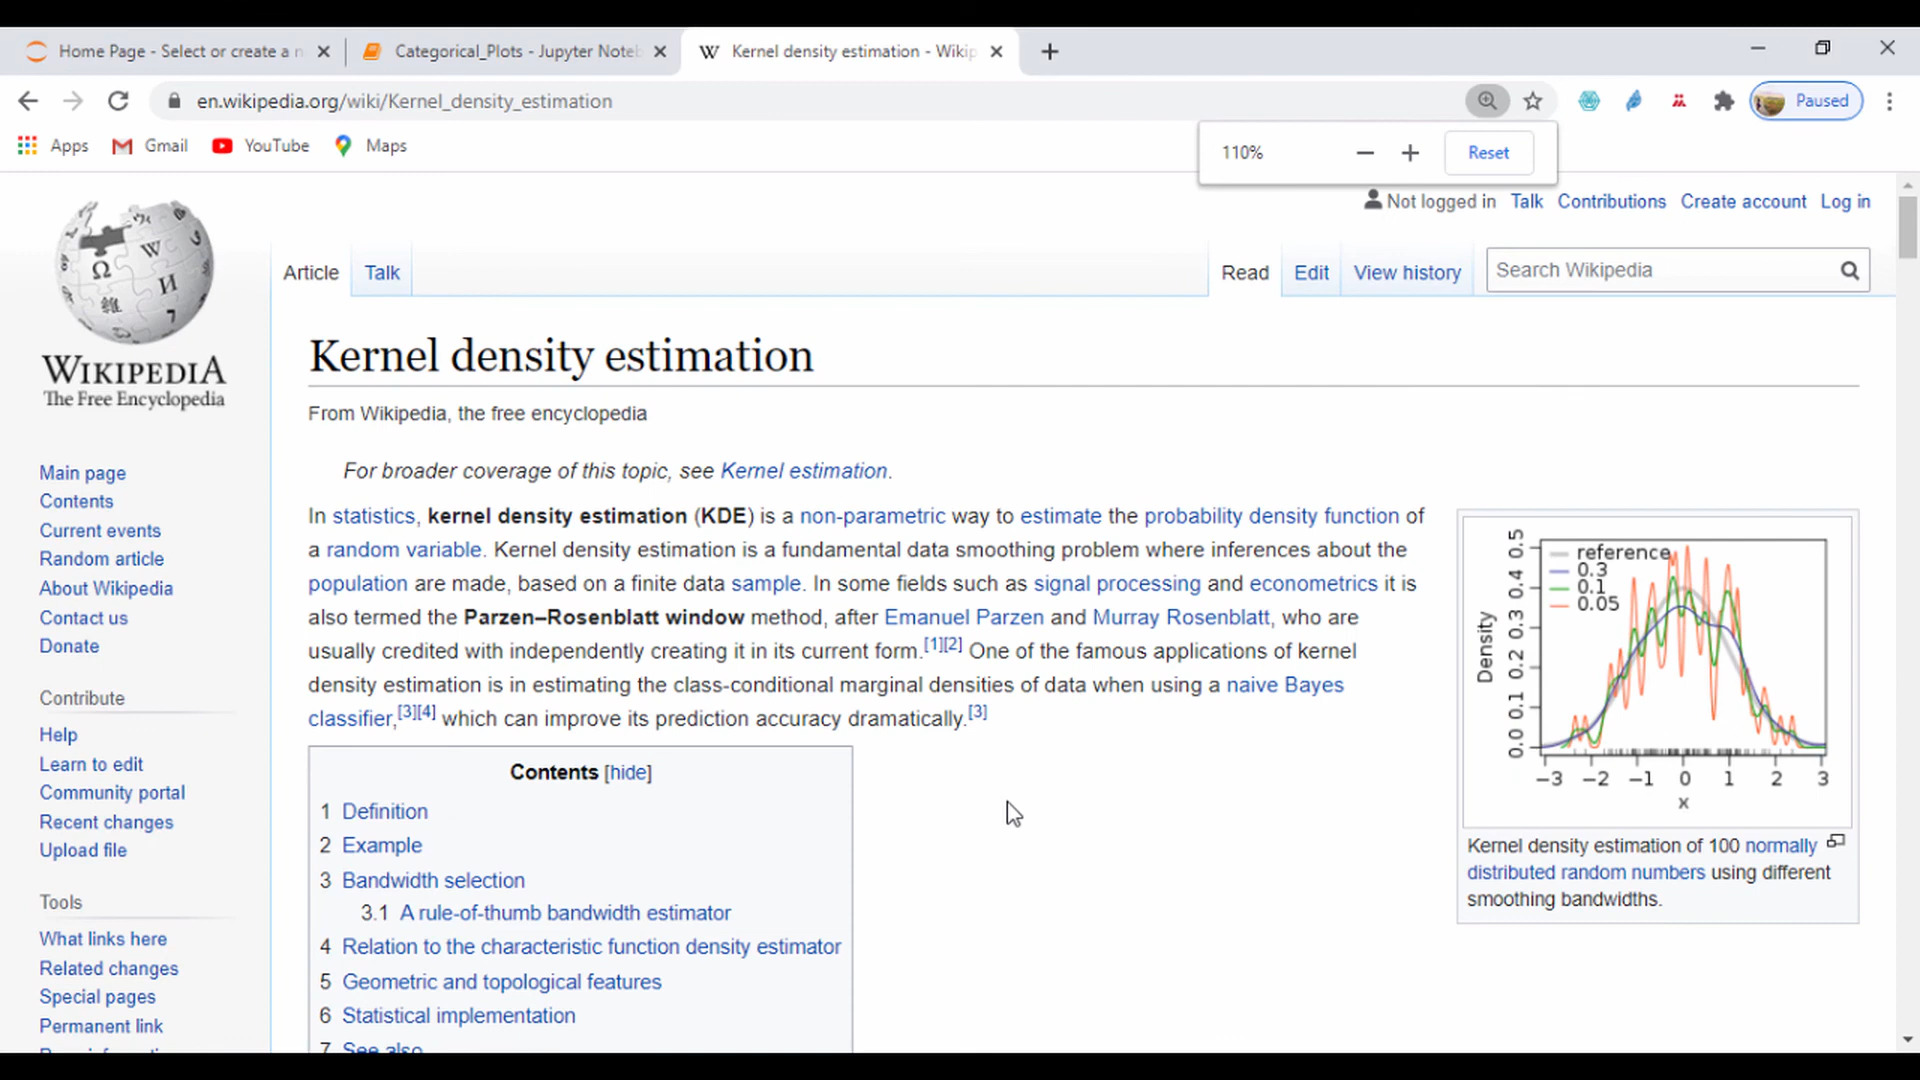 Home Page - Select or create a n
Categorical_Plots - Jupyter Noteb
Kernel density estimation - Wikip
en.wikipedia.org/wiki/Kernel_density_estimation
Paused
Apps
Gmail
YouTube
Maps
110%
Reset
Not logged in Talk Contributions Create account Log in
Article Talk
Read Edit View history
Search Wikipedia
WIKIPEDIA
The Free Encyclopedia
Main page
Contents
Current events
Random article
About Wikipedia
Contact us
Donate
Contribute
Help
Learn to edit
Community portal
Recent changes
Upload file
Tools
What links here
Related changes
Special pages
Permanent link
Kernel density estimation
From Wikipedia, the free encyclopedia
For broader coverage of this topic, see Kernel estimation.
In statistics, kernel density estimation (KDE) is a non-parametric way to estimate the probability density function of
a random variable. Kernel density estimation is a fundamental data smoothing problem where inferences about the
population are made, based on a finite data sample. In some fields such as signal processing and econometrics it is
also termed the Parzen–Rosenblatt window method, after Emanuel Parzen and Murray Rosenblatt, who are
usually credited with independently creating it in its current form.[1][2] One of the famous applications of kernel
density estimation is in estimating the class-conditional marginal densities of data when using a naive Bayes
classifier,[3][4] which can improve its prediction accuracy dramatically.[3]
Contents [hide]
1 Definition
2 Example
3 Bandwidth selection
3.1 A rule-of-thumb bandwidth estimator
4 Relation to the characteristic function density estimator
5 Geometric and topological features
6 Statistical implementation
7 See also
reference
0.3
0.1
0.05
Density
0.0 0.1 0.2 0.3 0.4 0.5
−3 −2 −1 0 1 2 3
x
Kernel density estimation of 100 normally
distributed random numbers using different
smoothing bandwidths.